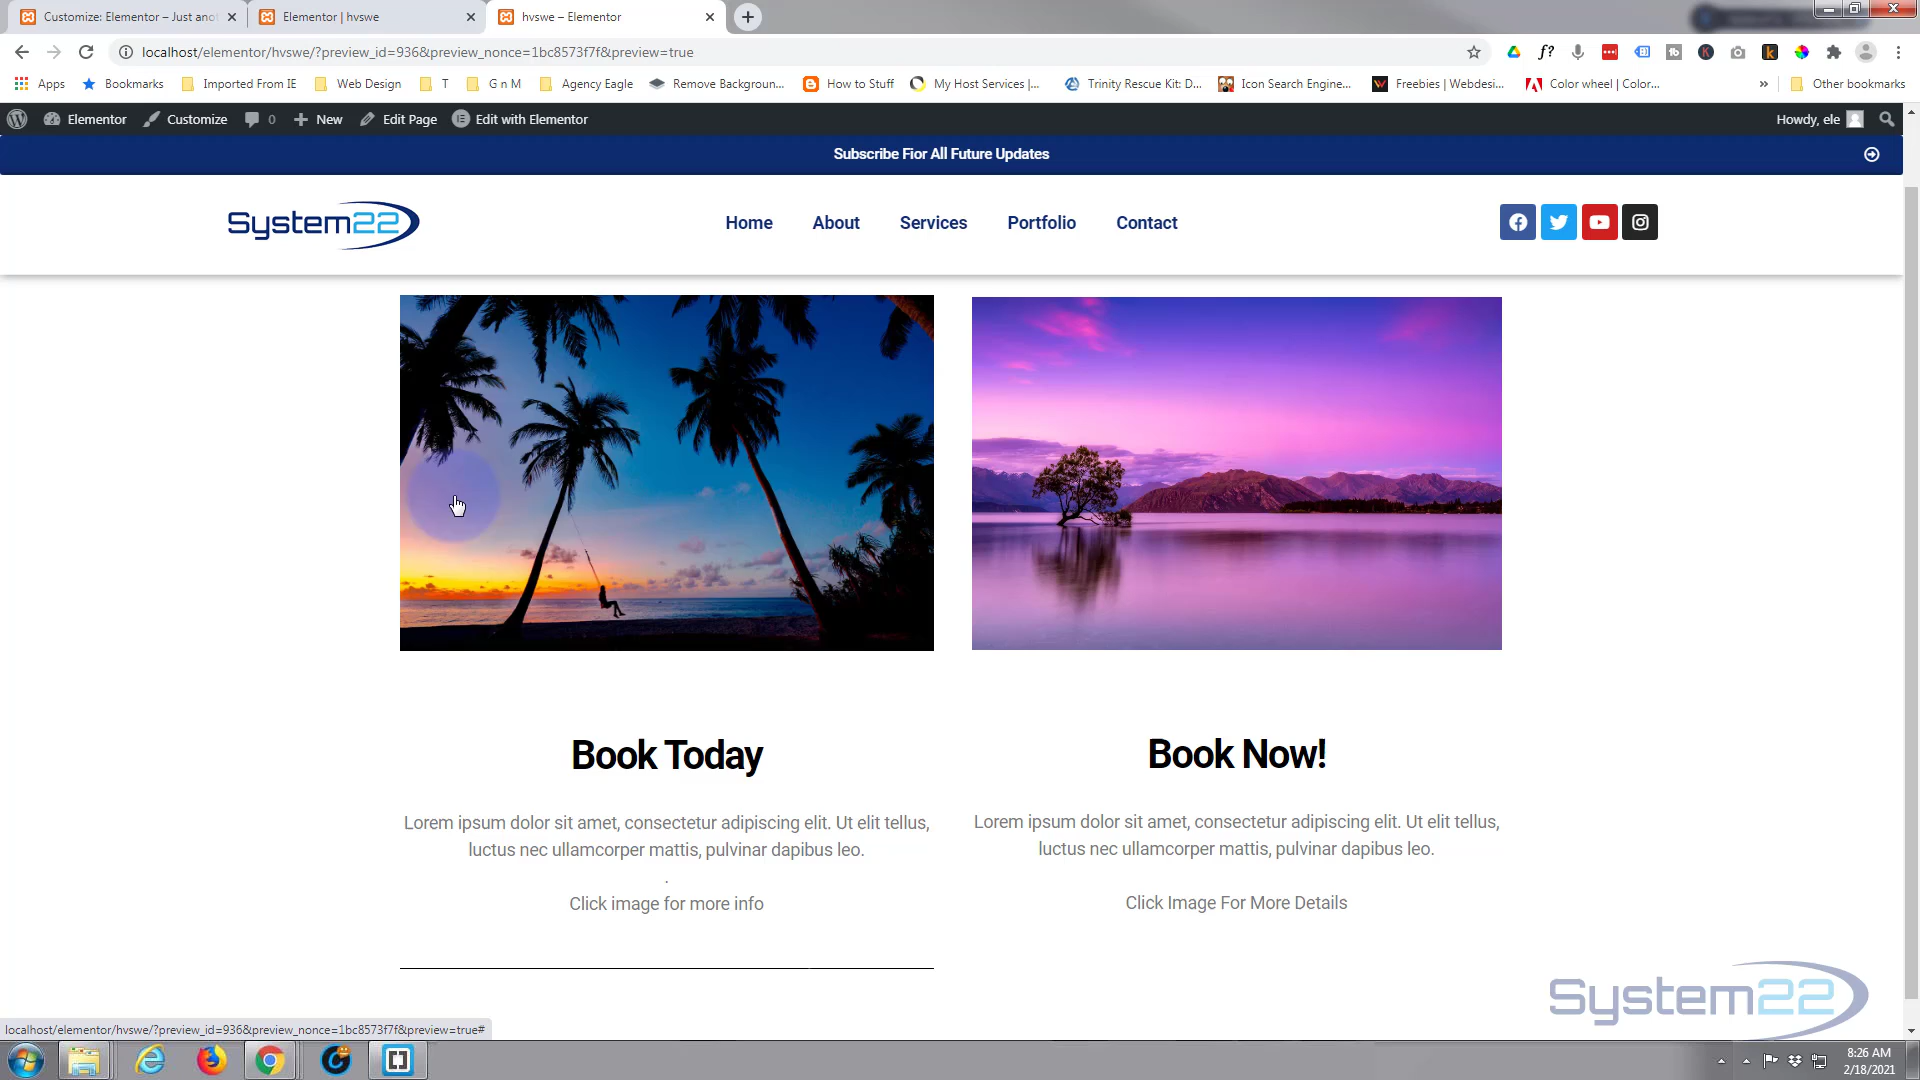 Customize: Elementor – Just ano
Elementor | hvswe
hvswe – Elementor
localhost/elementor/hvswe/?preview_id=936&preview_nonce=1bc8573f7f&preview=true
Apps
Bookmarks
Imported From IE
Web Design
T
G n M
Agency Eagle
Remove Backgroun...
How to Stuff
My Host Services |...
Trinity Rescue Kit: D...
Icon Search Engine...
Freebies | Webdesi...
Color wheel | Color...
»
Other bookmarks
Elementor
Customize
0
New
Edit Page
Edit with Elementor
Howdy, ele
Subscribe Fior All Future Updates
System22
Home
About
Services
Portfolio
Contact
Book Today
Book Now!
Lorem ipsum dolor sit amet, consectetur adipiscing elit. Ut elit tellus,
luctus nec ullamcorper mattis, pulvinar dapibus leo.
.
Click image for more info
Lorem ipsum dolor sit amet, consectetur adipiscing elit. Ut elit tellus,
luctus nec ullamcorper mattis, pulvinar dapibus leo.
Click Image For More Details
System22
localhost/elementor/hvswe/?preview_id=936&preview_nonce=1bc8573f7f&preview=true#
8:26 AM
2/18/2021